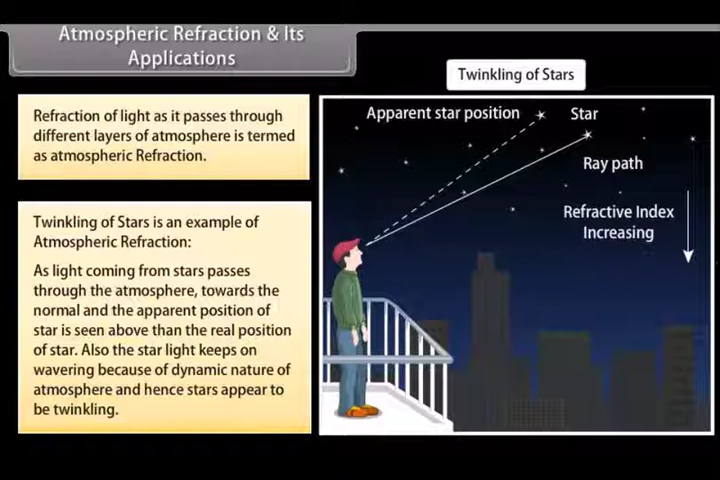 Atmospheric Refraction & Its
Applications
Twinkling of Stars
Refraction of light as it passes through
different layers of atmosphere is termed
as atmospheric Refraction.
Twinkling of Stars is an example of
Atmospheric Refraction:
As light coming from stars passes
through the atmosphere, towards the
normal and the apparent position of
star is seen above than the real position
of star. Also the star light keeps on
wavering because of dynamic nature of
atmosphere and hence stars appear to
be twinkling.
Apparent star position
Star
Ray path
Refractive Index
Increasing